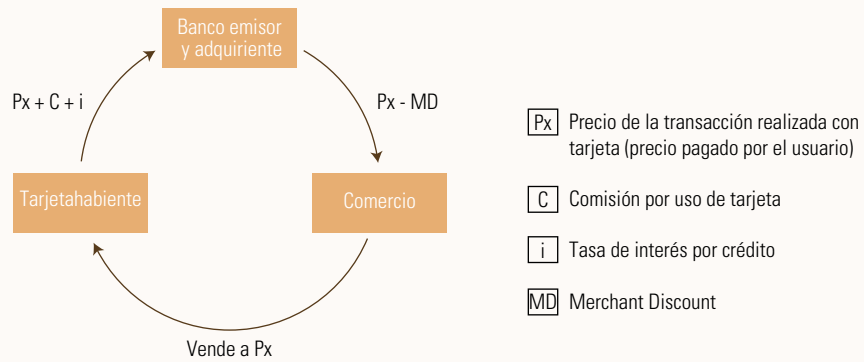 Banco emisor
y adquiriente
Px + C + i
Px - MD
Tarjetahabiente
Comercio
Vende a Px
Px Precio de la transacción realizada con
tarjeta (precio pagado por el usuario)
C Comisión por uso de tarjeta
i Tasa de interés por crédito
MD Merchant Discount